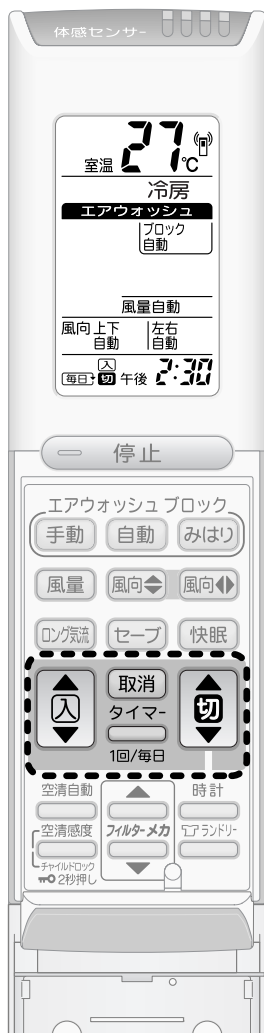 体感センサー
室温 27℃
冷房
エアウォッシュ
ブロック
自動
風量自動
風向 上下 左右
自動 自動
毎日 入 切 午後 2:30
停止
エアウォッシュ ブロック
手動 自動 みはり
風量 風向 風向
ロング気流 セーブ 快眠
入 取消 切
タイマー
1回/毎日
空清自動 時計
空清感度 フィルターメカ ランドリー
チャイルドロック
2秒押し